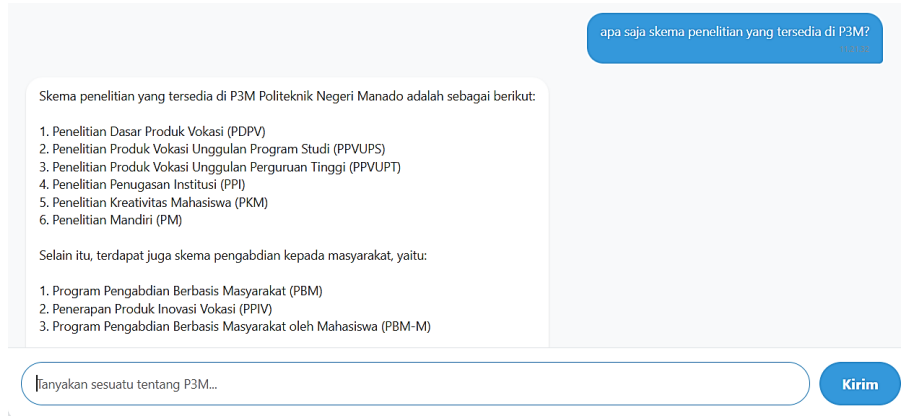 apa saja skema penelitian yang tersedia di P3M?
Skema penelitian yang tersedia di P3M Politeknik Negeri Manado adalah sebagai berikut:
1. Penelitian Dasar Produk Vokasi (PDPV)
2. Penelitian Produk Vokasi Unggulan Program Studi (PPVUPS)
3. Penelitian Produk Vokasi Unggulan Perguruan Tinggi (PPVUPT)
4. Penelitian Penugasan Institusi (PPI)
5. Penelitian Kreativitas Mahasiswa (PKM)
6. Penelitian Mandiri (PM)
Selain itu, terdapat juga skema pengabdian kepada masyarakat, yaitu:
1. Program Pengabdian Berbasis Masyarakat (PBM)
2. Penerapan Produk Inovasi Vokasi (PPIV)
3. Program Pengabdian Berbasis Masyarakat oleh Mahasiswa (PBM-M)
Tanyakan sesuatu tentang P3M...
Kirim